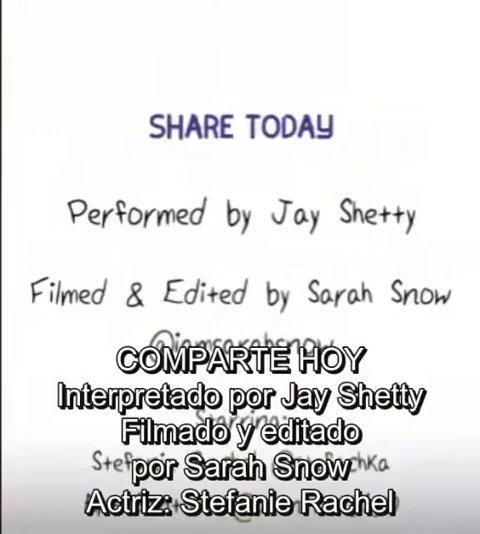 SHARE TODAY
Performed by Jay Shetty
Filmed & Edited by Sarah Snow
@iamsarahsnow
COMPARTE HOY
Interpretado por Jay Shetty
Filmado y editado
por Sarah Snow
Actriz: Stefanie Rachel